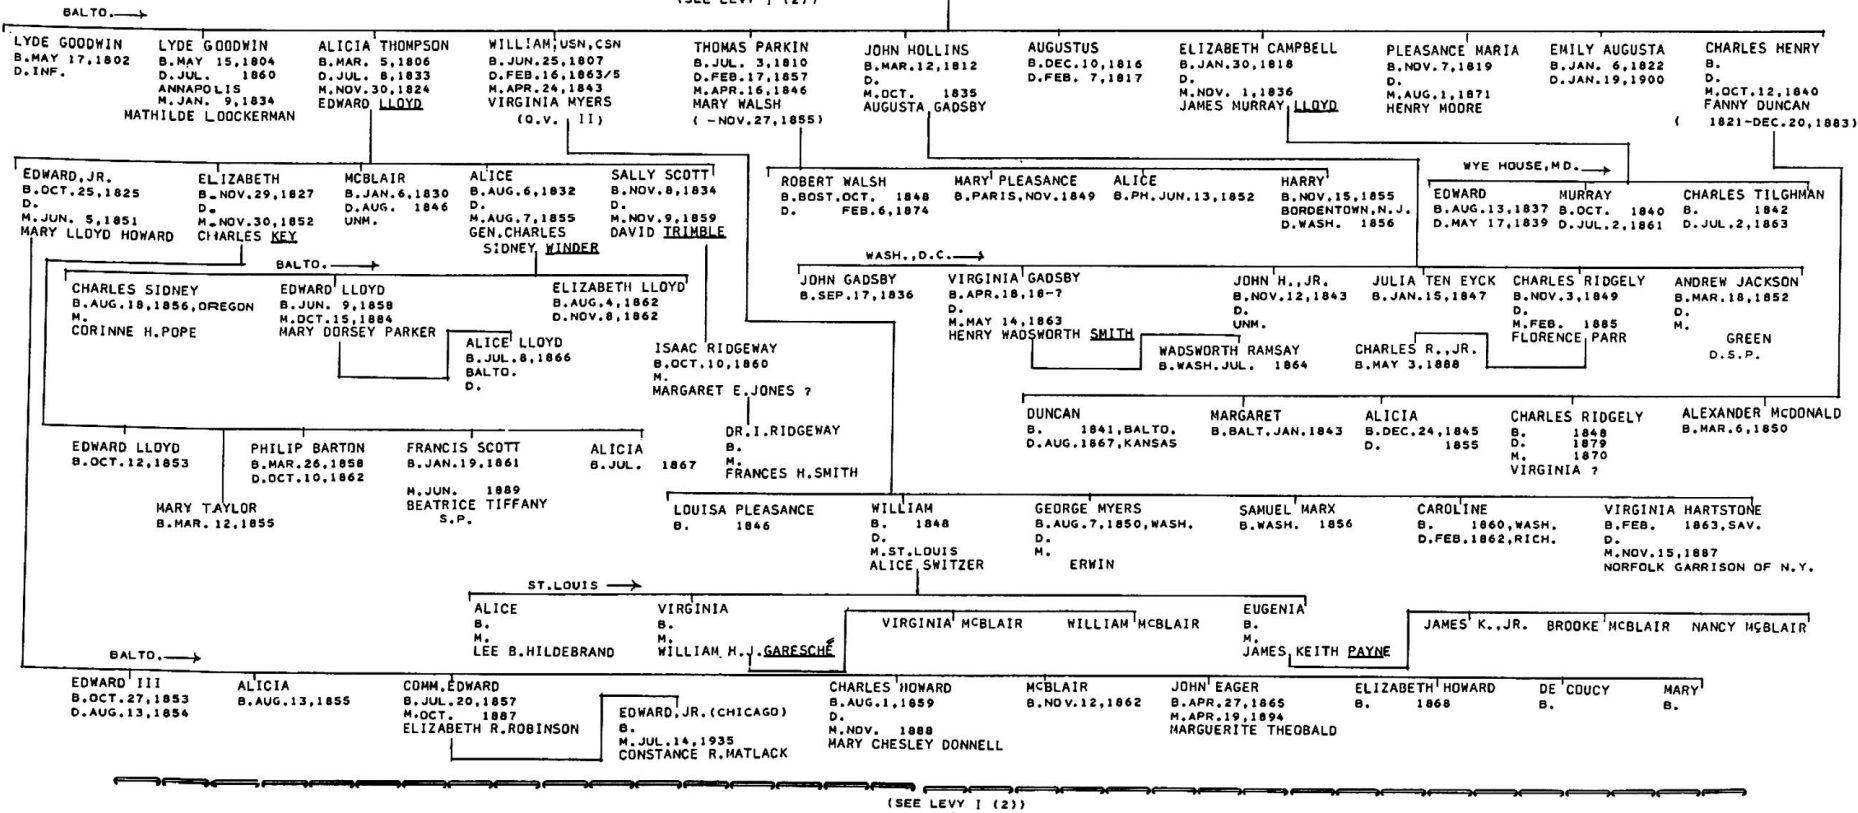 (SEE LEVY I (2))
BALTO.
LYDE GOODWIN
B.MAY 17,1802
D.INF.
LYDE GOODWIN
B.MAY 15,1804
D.JUL. 1860
ANNAPOLIS
M.JAN. 9,1834
MATHILDE LOOCKERMAN
ALICIA THOMPSON
B.MAR. 5,1806
D.JUL. 8,1833
M.NOV.30,1824
EDWARD LLOYD
WILLIAM,USN,CSN
B.JUN.25,1807
D.FEB.16,1863/5
M.APR.24,1843
VIRGINIA MYERS
(Q.V. II)
THOMAS PARKIN
B.JUL. 3,1810
D.FEB.17,1857
M.APR.16,1846
MARY WALSH
( -NOV.27,1855)
JOHN HOLLINS
B.MAR.12,1812
D.
M.OCT. 1835
AUGUSTA GADSBY
AUGUSTUS
B.DEC.10,1816
D.FEB. 7,1817
ELIZABETH CAMPBELL
B.JAN.30,1818
D.
M.NOV. 1,1836
JAMES MURRAY LLOYD
PLEASANCE MARIA
B.NOV.7,1819
D.
M.AUG.1,1871
HENRY MOORE
EMILY AUGUSTA
B.JAN. 6,1822
D.JAN.19,1900
CHARLES HENRY
B.
D.
M.OCT.12,1840
FANNY DUNCAN
( 1821-DEC.20,1883)
EDWARD,JR.
B.OCT.25,1825
D.
M.JUN. 5,1851
MARY LLOYD HOWARD
ELIZABETH
B.NOV.29,1827
D.
M.NOV.30,1852
CHARLES KEY
MCBLAIR
B.JAN.6,1830
D.AUG. 1846
UNM.
ALICE
B.AUG.6,1832
D.
M.AUG.7,1855
GEN.CHARLES
SIDNEY WINDER
SALLY SCOTT
B.NOV.8,1834
D.
M.NOV.9,1859
DAVID TRIMBLE
ROBERT WALSH
B.BOST.OCT. 1848
D. FEB.6,1874
MARY PLEASANCE
B.PARIS,NOV.1849
ALICE
B.PH.JUN.13,1852
HARRY
B.NOV.15,1855
BORDENTOWN,N.J.
D.WASH. 1856
WYE HOUSE,MD.
EDWARD
B.AUG.13,1837
D.MAY 17,1839
MURRAY
B.OCT. 1840
D.JUL.2,1861
CHARLES TILGHMAN
B. 1842
D.JUL.2,1863
BALTO.
CHARLES SIDNEY
B.AUG.18,1856,OREGON
M.
CORINNE H.POPE
EDWARD LLOYD
B.JUN. 9,1858
M.OCT.15,1884
MARY DORSEY PARKER
ELIZABETH LLOYD
B.AUG.4,1862
D.NOV.8,1862
ALICE LLOYD
B.JUL.8,1866
BALTO.
D.
ISAAC RIDGEWAY
B.OCT.10,1860
M.
MARGARET E.JONES ?
WASH.,D.C.
JOHN GADSBY
B.SEP.17,1836
VIRGINIA GADSBY
B.APR.18,18-?
D.
M.MAY 14,1863
HENRY WADSWORTH SMITH
JOHN H.,JR.
B.NOV.12,1843
D.
UNM.
JULIA TEN EYCK
B.JAN.15,1847
CHARLES RIDGELY
B.NOV.3,1849
D.
M.FEB. 1885
FLORENCE PARR
ANDREW JACKSON
B.MAR.18,1852
D.
M.
GREEN
D.S.P.
WADSWORTH RAMSAY
B.WASH.JUL. 1864
CHARLES R.,JR.
B.MAY 3,1888
EDWARD LLOYD
B.OCT.12,1853
MARY TAYLOR
B.MAR.12,1855
PHILIP BARTON
B.MAR.26,1858
D.OCT.10,1862
FRANCIS SCOTT
B.JAN.19,1861
M.JUN. 1889
BEATRICE TIFFANY
S.P.
ALICIA
B.JUL. 1867
DR.I.RIDGEWAY
B.
M.
FRANCES H.SMITH
DUNCAN
B. 1841,BALTO.
D.AUG.1867,KANSAS
MARGARET
B.BALT.JAN.1843
ALICIA
B.DEC.24,1845
D. 1855
CHARLES RIDGELY
B. 1848
D. 1879
M. 1870
VIRGINIA ?
ALEXANDER MCDONALD
B.MAR.6,1850
LOUISA PLEASANCE
B. 1846
WILLIAM
B. 1848
D.
M.ST.LOUIS
ALICE SWITZER
GEORGE MYERS
B.AUG.7,1850,WASH.
D.
M.
ERWIN
SAMUEL MARX
B.WASH. 1856
CAROLINE
B. 1860,WASH.
D.FEB.1862,RICH.
VIRGINIA HARTSTONE
B.FEB. 1863,SAV.
D.
M.NOV.15,1887
NORFOLK GARRISON OF N.Y.
ST.LOUIS
ALICE
B.
M.
LEE B.HILDEBRAND
VIRGINIA
B.
M.
WILLIAM H.J.GARESCHÉ
VIRGINIA MCBLAIR
WILLIAM MCBLAIR
EUGENIA
B.
M.
JAMES KEITH PAYNE
JAMES K.,JR.
BROOKE MCBLAIR
NANCY MCBLAIR
BALTO.
EDWARD III
B.OCT.27,1853
D.AUG.13,1854
ALICIA
B.AUG.13,1855
COMM.EDWARD
B.JUL.20,1857
M.OCT. 1887
ELIZABETH R.ROBINSON
EDWARD,JR.(CHICAGO)
B.
M.JUL.14,1935
CONSTANCE R.MATLACK
CHARLES HOWARD
B.AUG.1,1859
D.
M.NOV. 1888
MARY CHESLEY DONNELL
MCBLAIR
B.NOV.12,1862
JOHN EAGER
B.APR.27,1865
M.APR.19,1894
MARGUERITE THEOBALD
ELIZABETH HOWARD
B. 1868
DE COUCY
B.
MARY
B.
(SEE LEVY I (2))